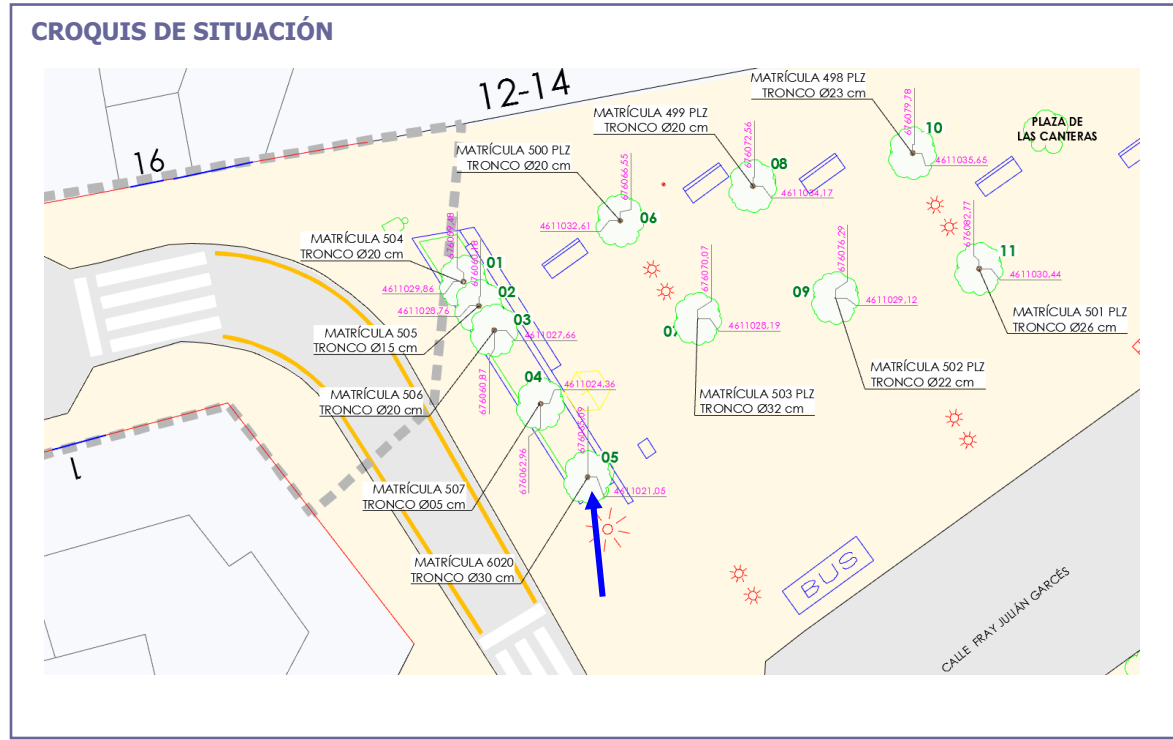 CROQUIS DE SITUACIÓN
12-14
16
MATRÍCULA 498 PLZ
TRONCO Ø23 cm
676079,78
10
4611035,65
PLAZA DE
LAS CANTERAS
MATRÍCULA 499 PLZ
TRONCO Ø20 cm
676072,56
08
4611034,17
MATRÍCULA 500 PLZ
TRONCO Ø20 cm
676066,55
06
4611032,61
676082,77
11
4611030,44
MATRÍCULA 501 PLZ
TRONCO Ø26 cm
676076,29
09
4611029,12
MATRÍCULA 502 PLZ
TRONCO Ø22 cm
676070,07
07
4611028,19
MATRÍCULA 503 PLZ
TRONCO Ø32 cm
MATRÍCULA 504
TRONCO Ø20 cm
01
4611029,86
02
4611028,76
MATRÍCULA 505
TRONCO Ø15 cm
03
4611027,66
676060,87
MATRÍCULA 506
TRONCO Ø20 cm
04
4611024,36
676062,96
MATRÍCULA 507
TRONCO Ø05 cm
05
4611021,05
MATRÍCULA 6020
TRONCO Ø30 cm
1
BUS
CALLE FRAY JULIÁN GARCÉS